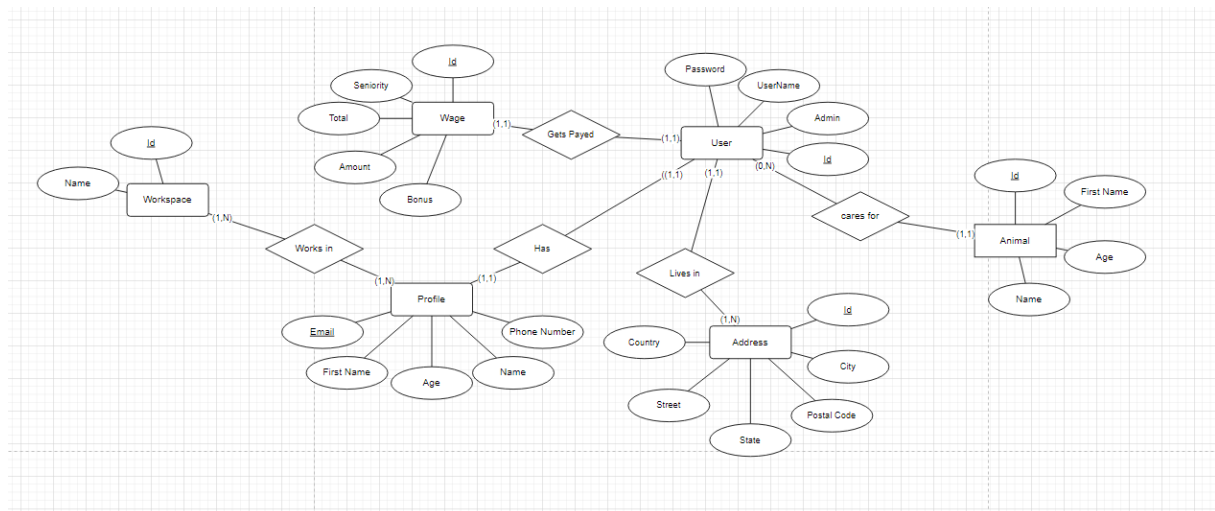 Id
Seniority
Total
Wage
Amount
Bonus
(1,1)
Gets Payed
(1,1)
Password
UserName
Admin
User
Id
((1,1)
(1,1)
(0,N)
Id
Name
Workspace
(1,N)
Works in
(1,N)
Has
(1,1)
Profile
Email
First Name
Age
Name
Phone Number
Lives in
(1,N)
Address
Id
Country
City
Street
Postal Code
State
cares for
(1,1)
Id
First Name
Animal
Age
Name